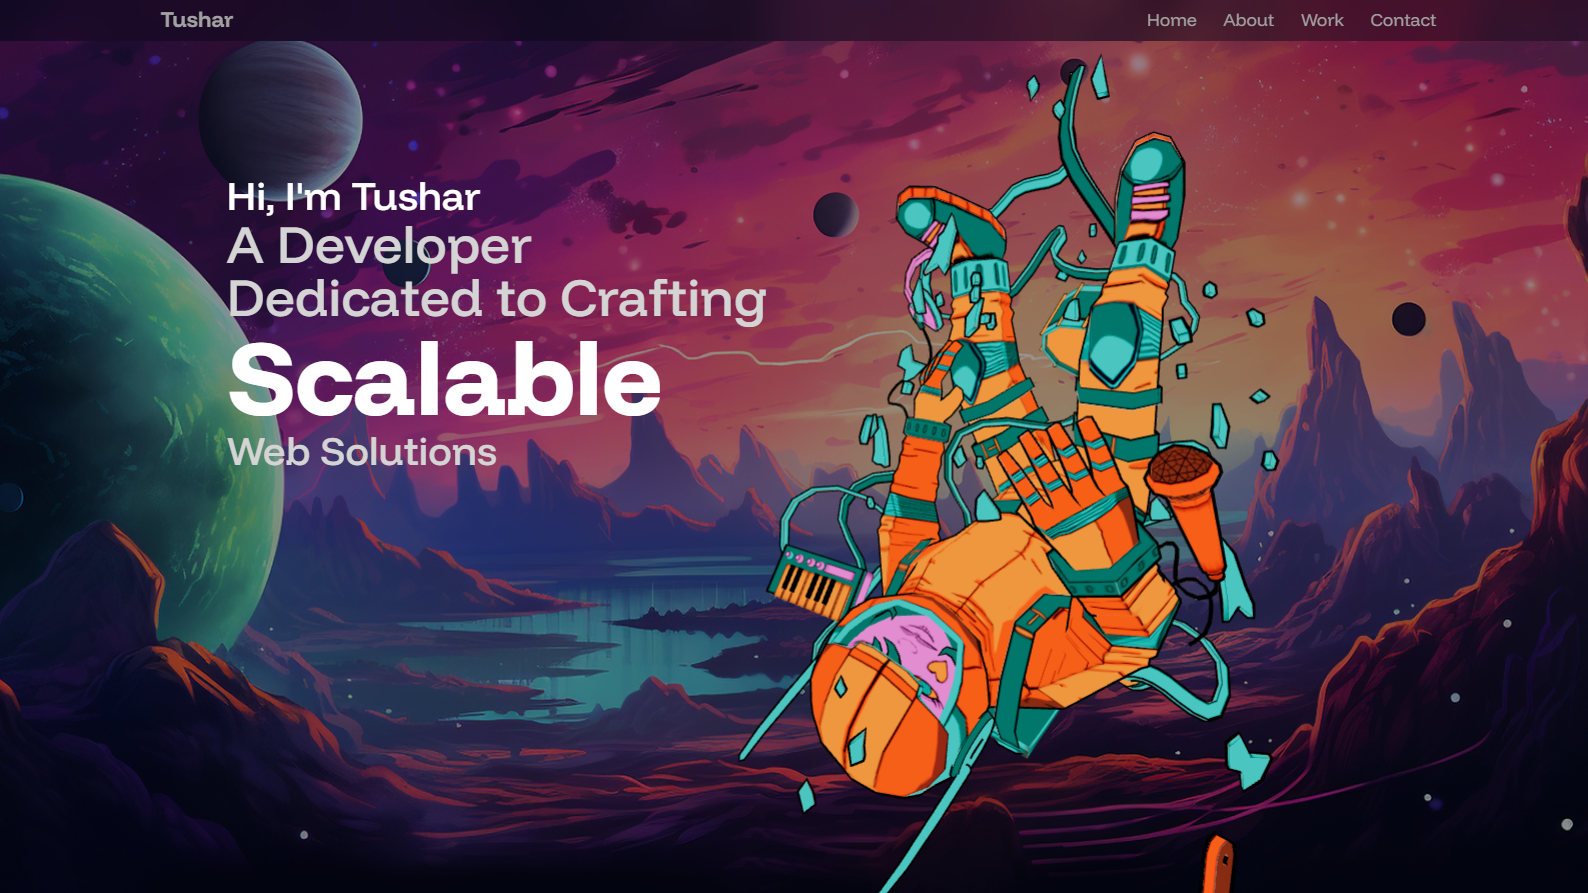 Tushar
Home About Work Contact
Hi, I'm Tushar
A Developer
Dedicated to Crafting
Scalable
Web Solutions